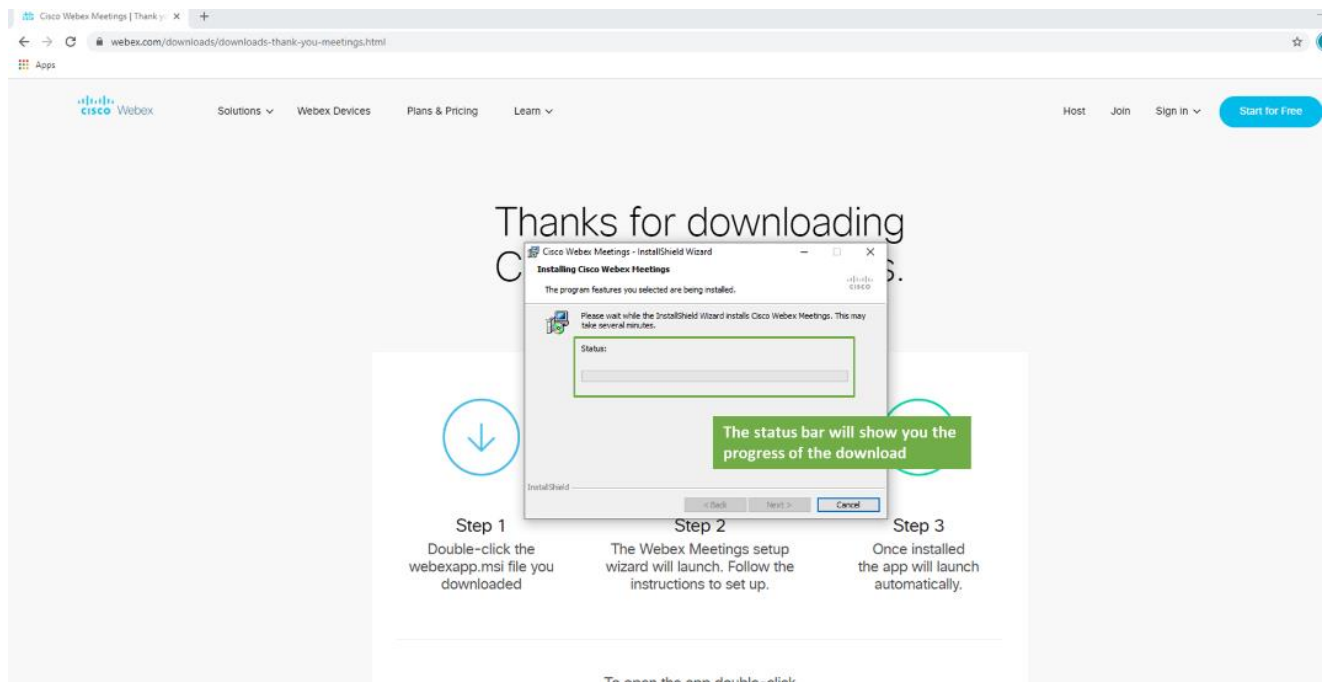 Cisco Webex Meetings | Thank y
webex.com/downloads/downloads-thank-you-meetings.html
Apps
cisco Webex
Solutions
Webex Devices
Plans & Pricing
Learn
Host
Join
Sign in
Start for Free
Thanks for downloading
C
s.
Cisco Webex Meetings - InstallShield Wizard
Installing Cisco Webex Meetings
The program features you selected are being installed.
cisco
Please wait while the InstallShield Wizard installs Cisco Webex Meetings. This may
take several minutes.
Status:
The status bar will show you the
progress of the download
InstallShield
< Back
Next >
Cancel
Step 1
Double-click the
webexapp.msi file you
downloaded
Step 2
The Webex Meetings setup
wizard will launch. Follow the
instructions to set up.
Step 3
Once installed
the app will launch
automatically.
To open the app double-click